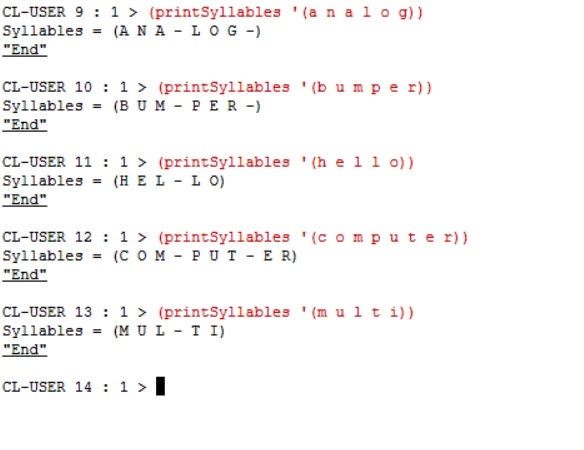 CL-USER 9 : 1 > (printSyllables '(a n a l o g))
Syllables = (A N A - L O G -)
"End"
CL-USER 10 : 1 > (printSyllables '(b u m p e r))
Syllables = (B U M - P E R -)
"End"
CL-USER 11 : 1 > (printSyllables '(h e l l o))
Syllables = (H E L - L O)
"End"
CL-USER 12 : 1 > (printSyllables '(c o m p u t e r))
Syllables = (C O M - P U T - E R)
"End"
CL-USER 13 : 1 > (printSyllables '(m u l t i))
Syllables = (M U L - T I)
"End"
CL-USER 14 : 1 >